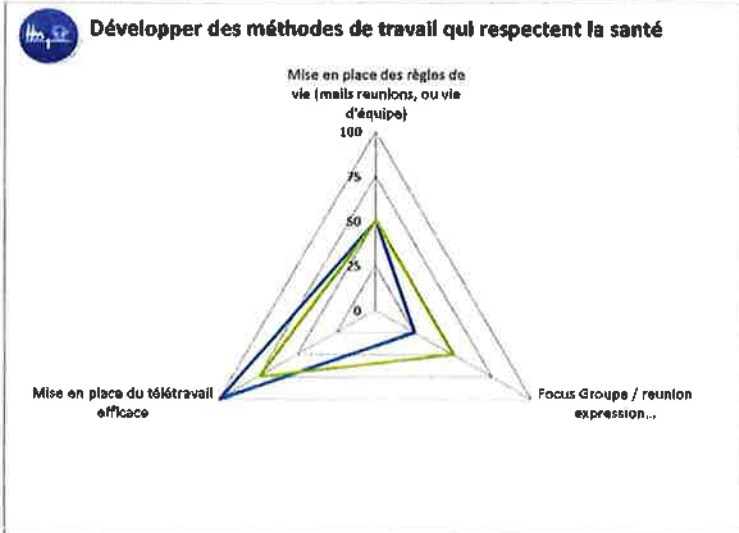 Développer des méthodes de travail qui respectent la santé
Mise en place des règles de
vie (mails reunions, ou vie
d'équipe)
100
75
50
25
0
Mise en place du télétravail
efficace
Focus Groupe / reunion
expression...